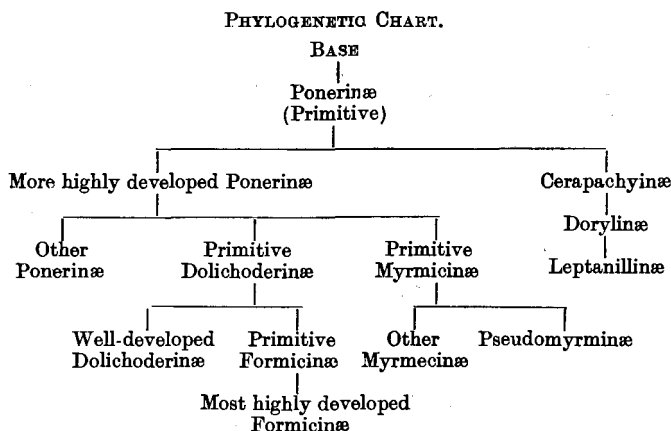 PHYLOGENETIC CHART.
BASE
Ponerinæ
(Primitive)
More highly developed Ponerinæ
Cerapachyinæ
Other
Ponerinæ
Primitive
Dolichoderinæ
Primitive
Myrmicinæ
Dorylinæ
Leptanillinæ
Well-developed
Dolichoderinæ
Primitive
Formicinæ
Other
Myrmecinæ
Pseudomyrminæ
Most highly developed
Formicinæ